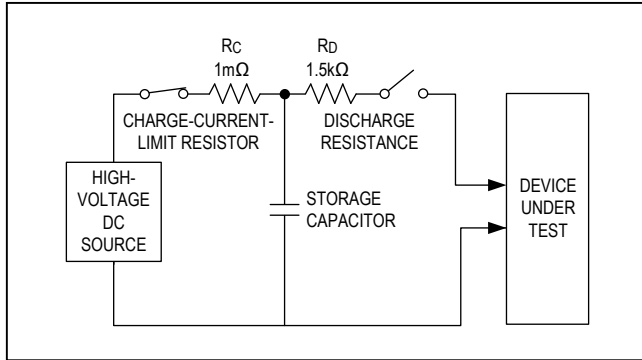 RC
1mΩ
RD
1.5kΩ
CHARGE-CURRENT-
LIMIT RESISTOR
DISCHARGE
RESISTANCE
HIGH-
VOLTAGE
DC
SOURCE
STORAGE
CAPACITOR
DEVICE
UNDER
TEST